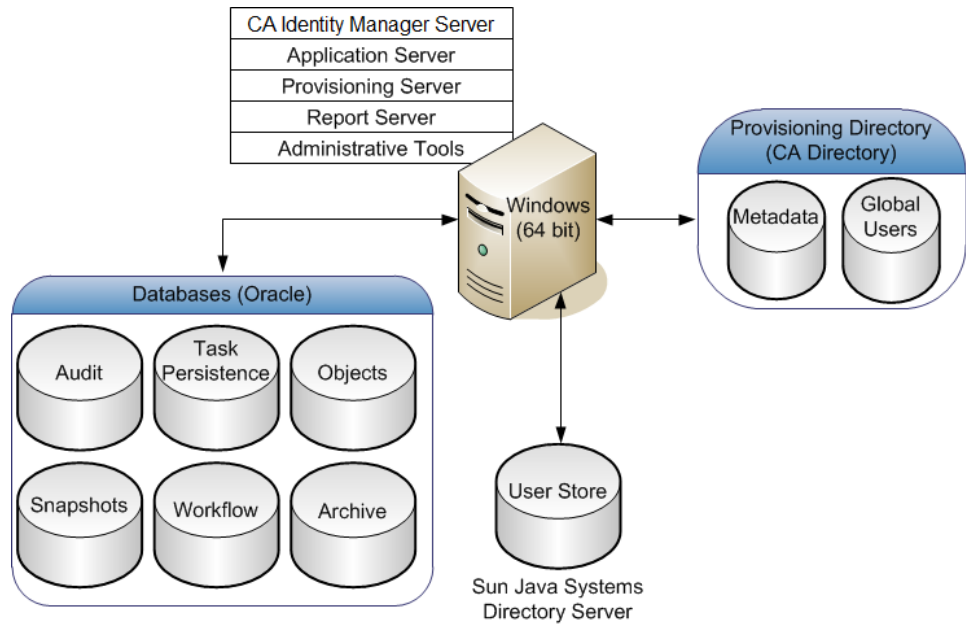 CA Identity Manager Server
Application Server
Provisioning Server
Report Server
Administrative Tools
Windows
(64 bit)
Provisioning Directory
(CA Directory)
Metadata
Global
Users
Databases (Oracle)
Audit
Task
Persistence
Objects
Snapshots
Workflow
Archive
User Store
Sun Java Systems
Directory Server